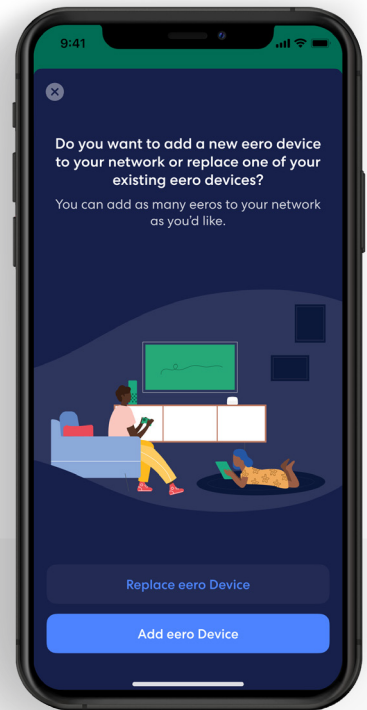 9:41
Do you want to add a new eero device
to your network or replace one of your
existing eero devices?
You can add as many eeros to your network
as you'd like.
Replace eero Device
Add eero Device